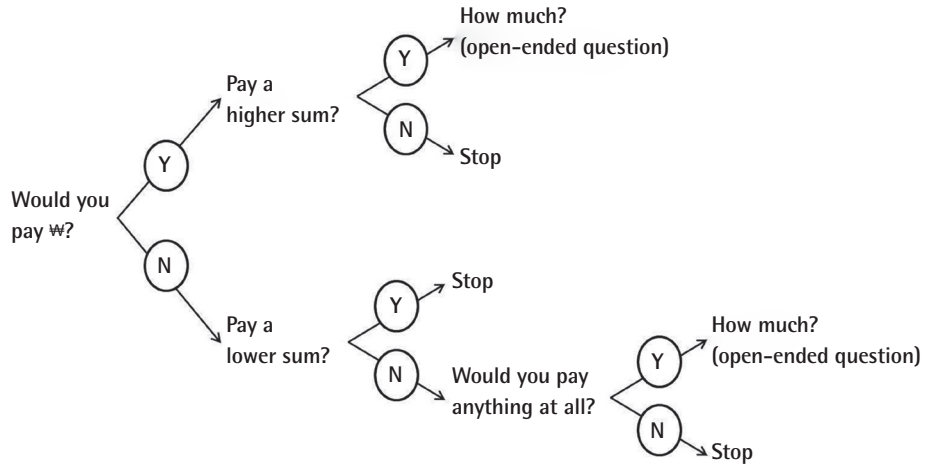 How much?
(open-ended question)
Y
Pay a
higher sum?
N
Stop
Y
Would you
pay ₩?
N
Stop
Y
Pay a
lower sum?
N
How much?
(open-ended question)
Y
Would you pay
anything at all?
N
Stop